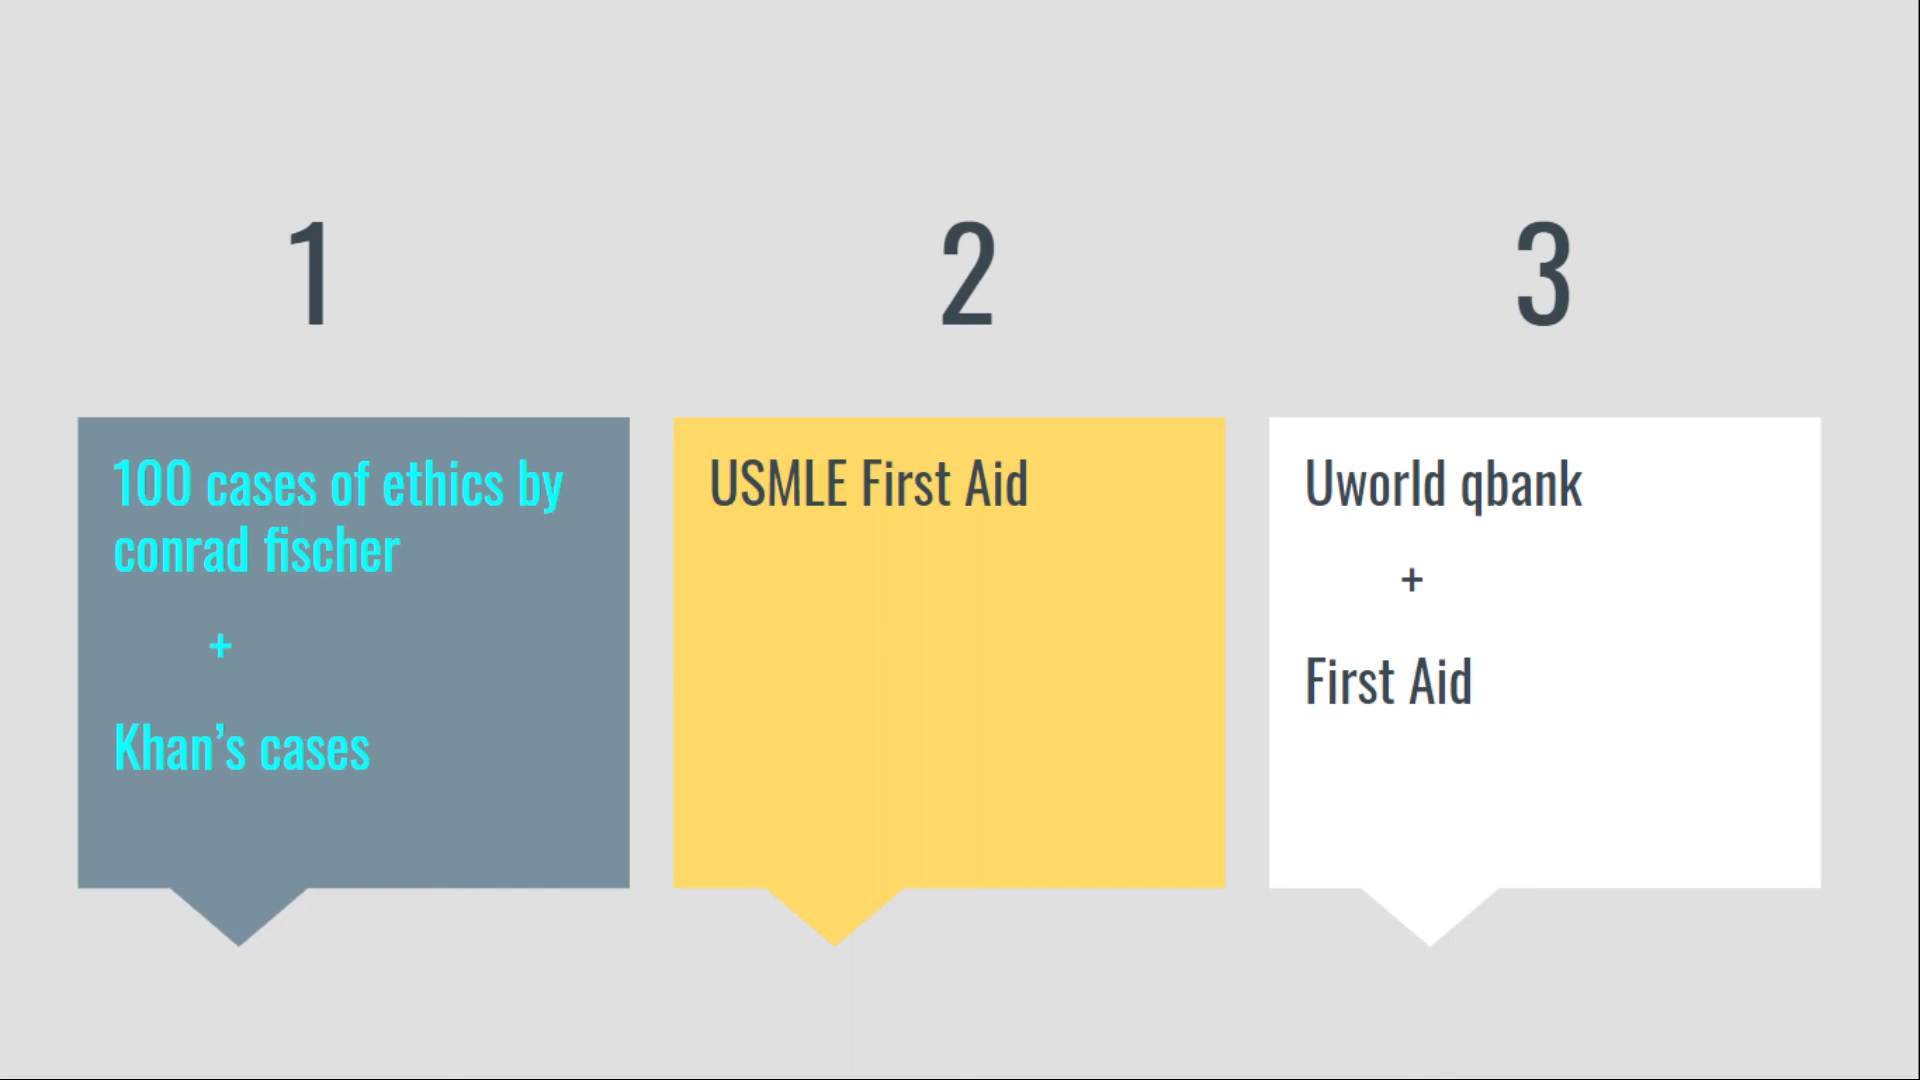 1
2
3
100 cases of ethics by
conrad fischer
+
Khan’s cases
USMLE First Aid
Uworld qbank
+
First Aid